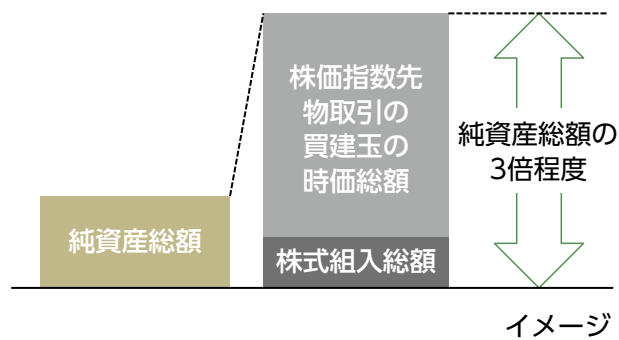 株価指数先
物取引の
買建玉の
時価総額
純資産総額の
3倍程度
純資産総額
株式組入総額
イメージ